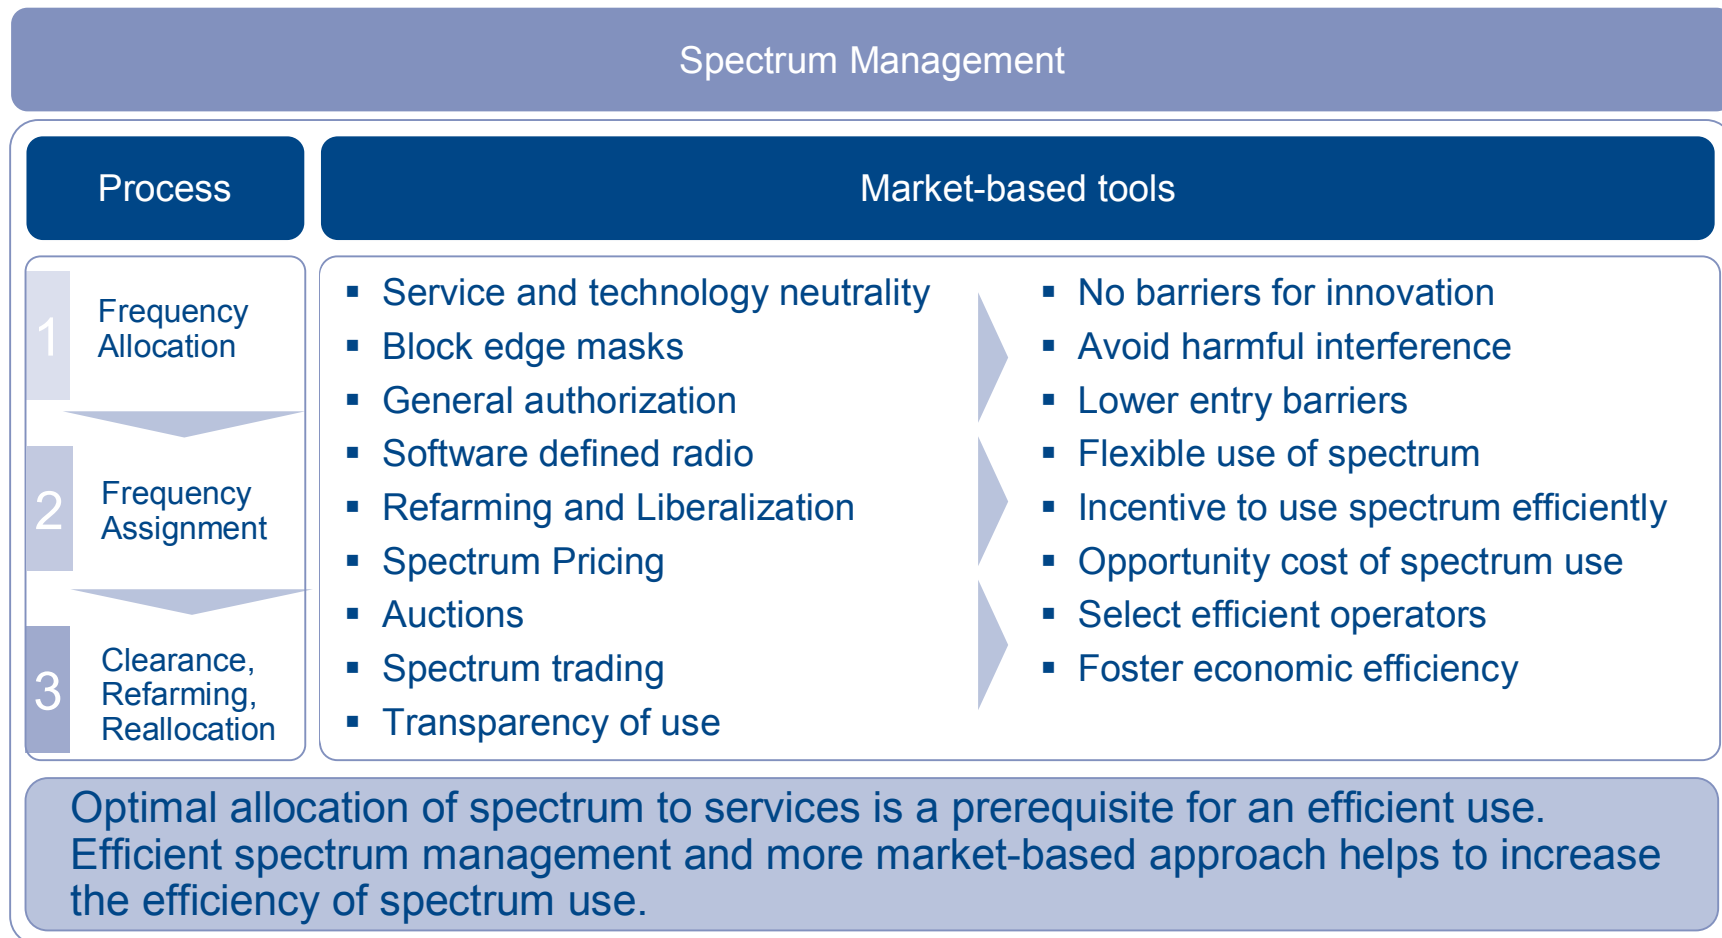 Spectrum Management
Process
Market-based tools
1
Frequency
Allocation
2
Frequency
Assignment
3
Clearance,
Refarming,
Reallocation
▪ Service and technology neutrality
▪ Block edge masks
▪ General authorization
▪ Software defined radio
▪ Refarming and Liberalization
▪ Spectrum Pricing
▪ Auctions
▪ Spectrum trading
▪ Transparency of use
▪ No barriers for innovation
▪ Avoid harmful interference
▪ Lower entry barriers
▪ Flexible use of spectrum
▪ Incentive to use spectrum efficiently
▪ Opportunity cost of spectrum use
▪ Select efficient operators
▪ Foster economic efficiency
Optimal allocation of spectrum to services is a prerequisite for an efficient use.
Efficient spectrum management and more market-based approach helps to increase
the efficiency of spectrum use.